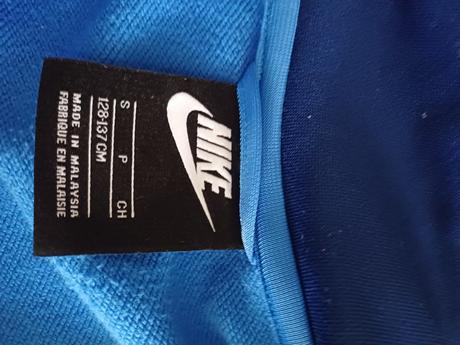 NIKE
S P CH
128-137 CM
MADE IN MALAYSIA
FABRIQUE EN MALAISIE